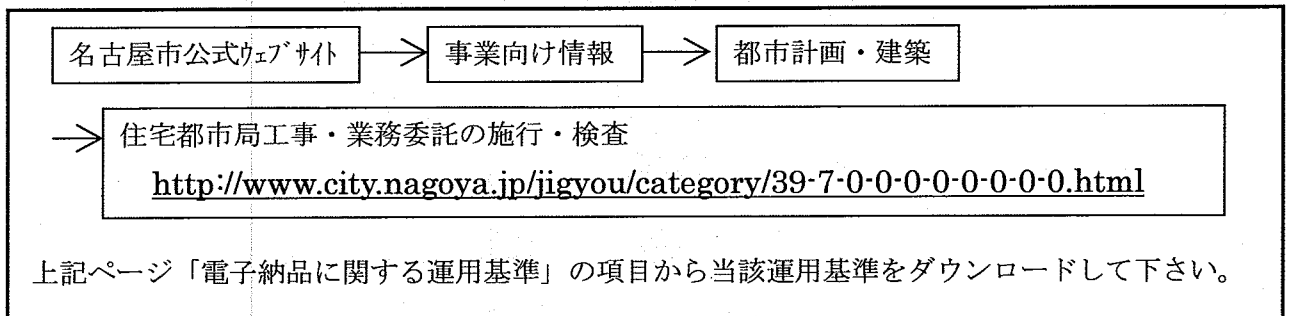 名古屋市公式ｳｪﾌﾞｻｲﾄ → 事業向け情報 → 都市計画・建築
→ 住宅都市局工事・業務委託の施行・検査
http://www.city.nagoya.jp/jigyou/category/39-7-0-0-0-0-0-0-0-0.html
上記ページ「電子納品に関する運用基準」の項目から当該運用基準をダウンロードして下さい。